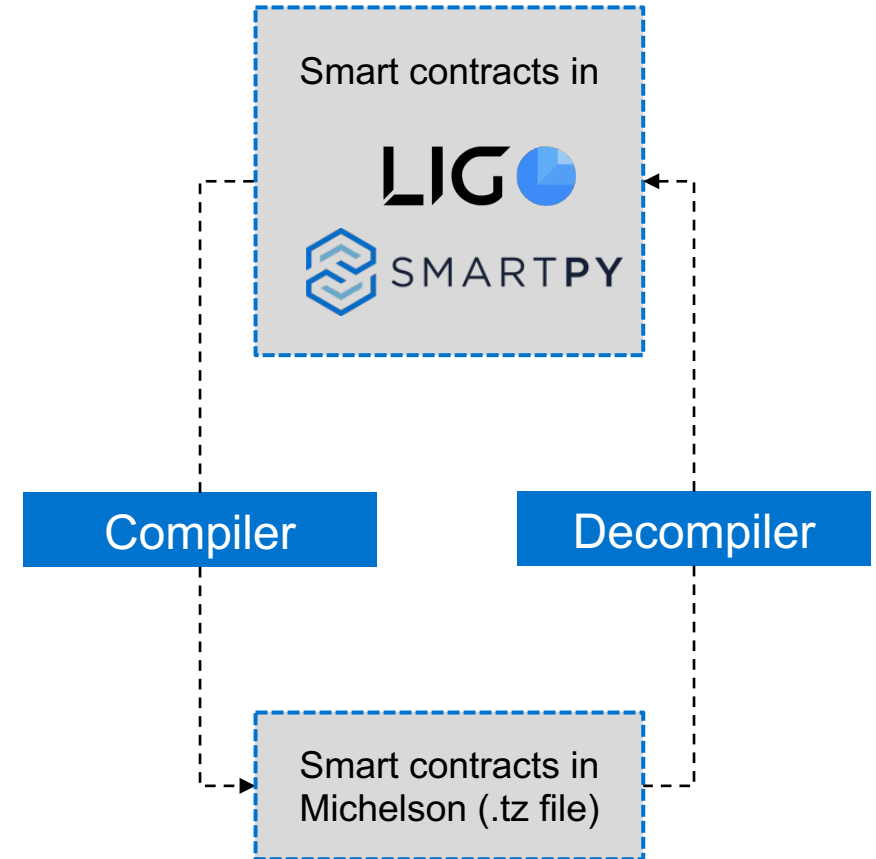 Smart contracts in
LIGO
SMARTPY
Compiler
Decompiler
Smart contracts in
Michelson (.tz file)